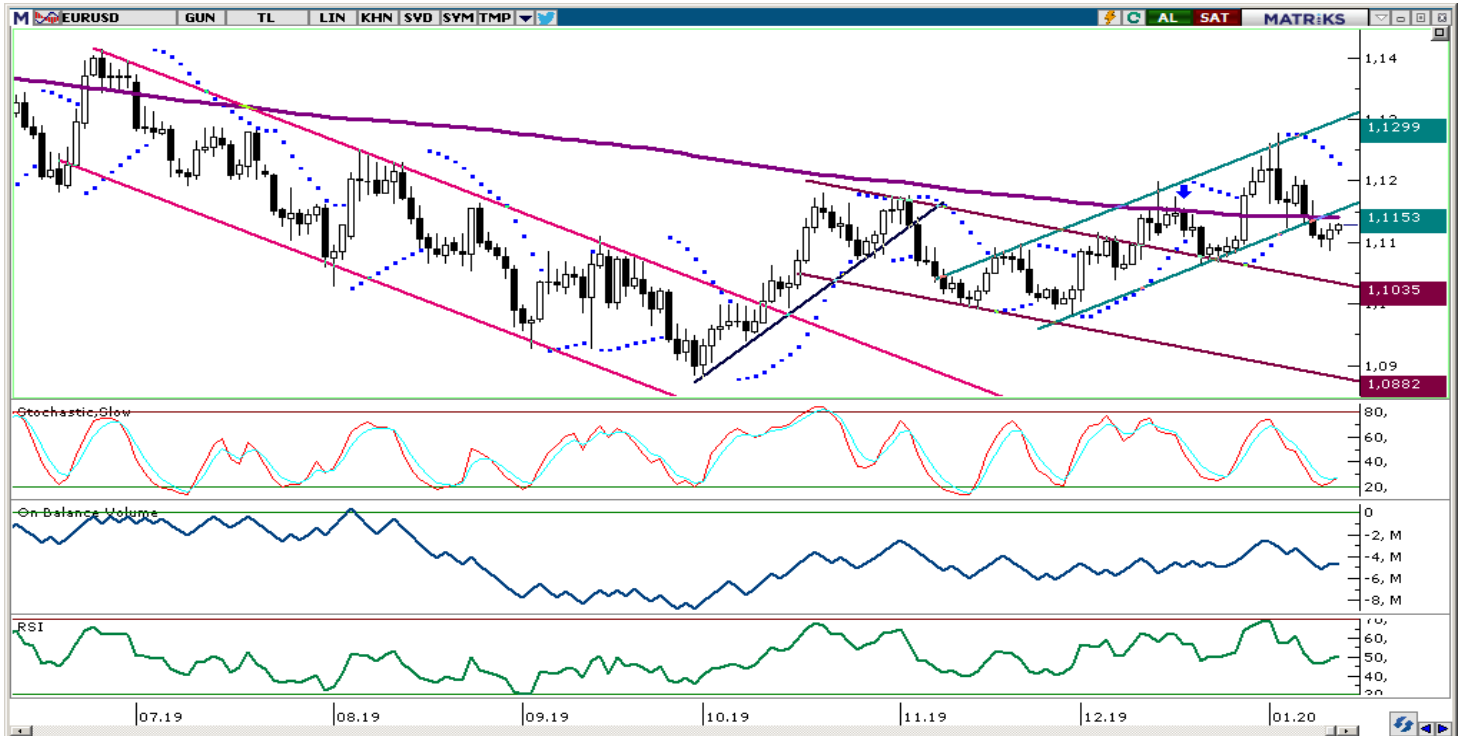 M EURUSD GUN TL LIN KHN SVD SYM TMP AL SAT MATRiKS
1,14
1,1299
1,12
1,1153
1,11
1,1035
1,1
1,09
1,0882
Stochastic,Slow
80,
60,
40,
20,
On Balance Volume
0
-2, M
-4, M
-6, M
-8, M
RSI
70,
60,
50,
40,
30
07.19 08.19 09.19 10.19 11.19 12.19 01.20